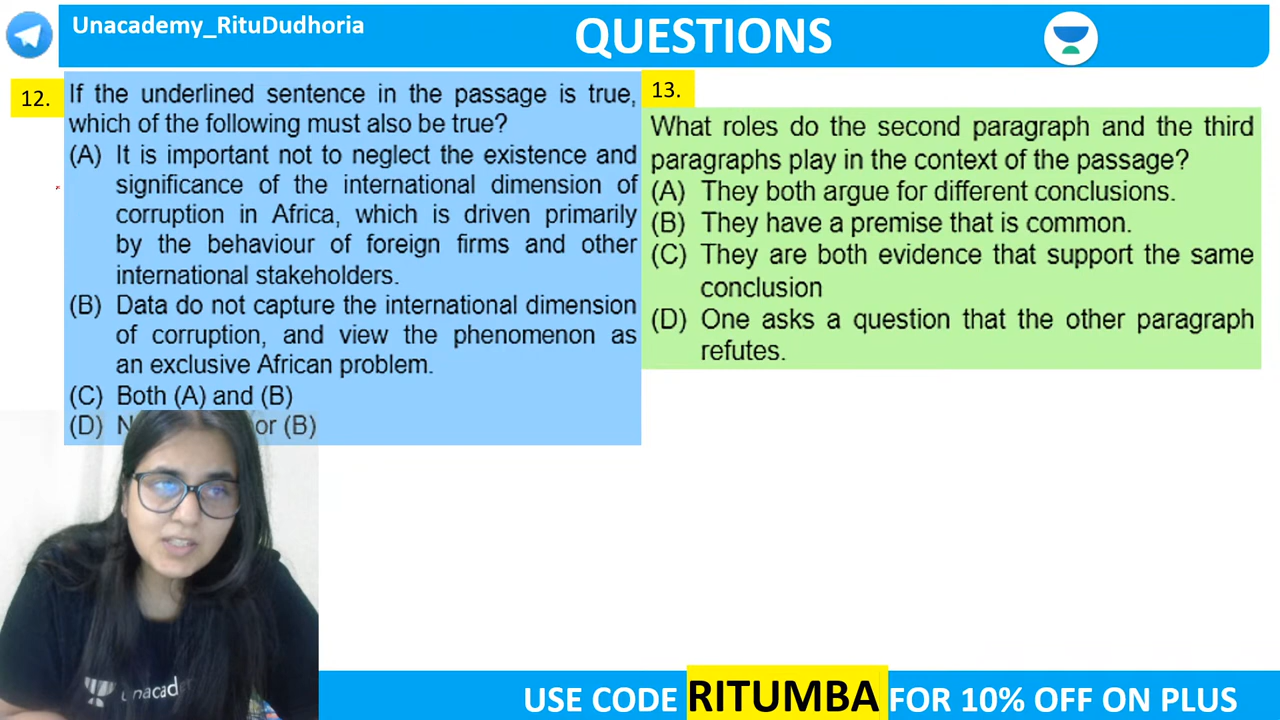 Unacademy_RituDudhoria
QUESTIONS
12.
If the underlined sentence in the passage is true,
which of the following must also be true?
(A) It is important not to neglect the existence and
significance of the international dimension of
corruption in Africa, which is driven primarily
by the behaviour of foreign firms and other
international stakeholders.
(B) Data do not capture the international dimension
of corruption, and view the phenomenon as
an exclusive African problem.
(C) Both (A) and (B)
(D) or (B)
13.
What roles do the second paragraph and the third
paragraphs play in the context of the passage?
(A) They both argue for different conclusions.
(B) They have a premise that is common.
(C) They are both evidence that support the same
conclusion
(D) One asks a question that the other paragraph
refutes.
USE CODE RITUMBA FOR 10% OFF ON PLUS